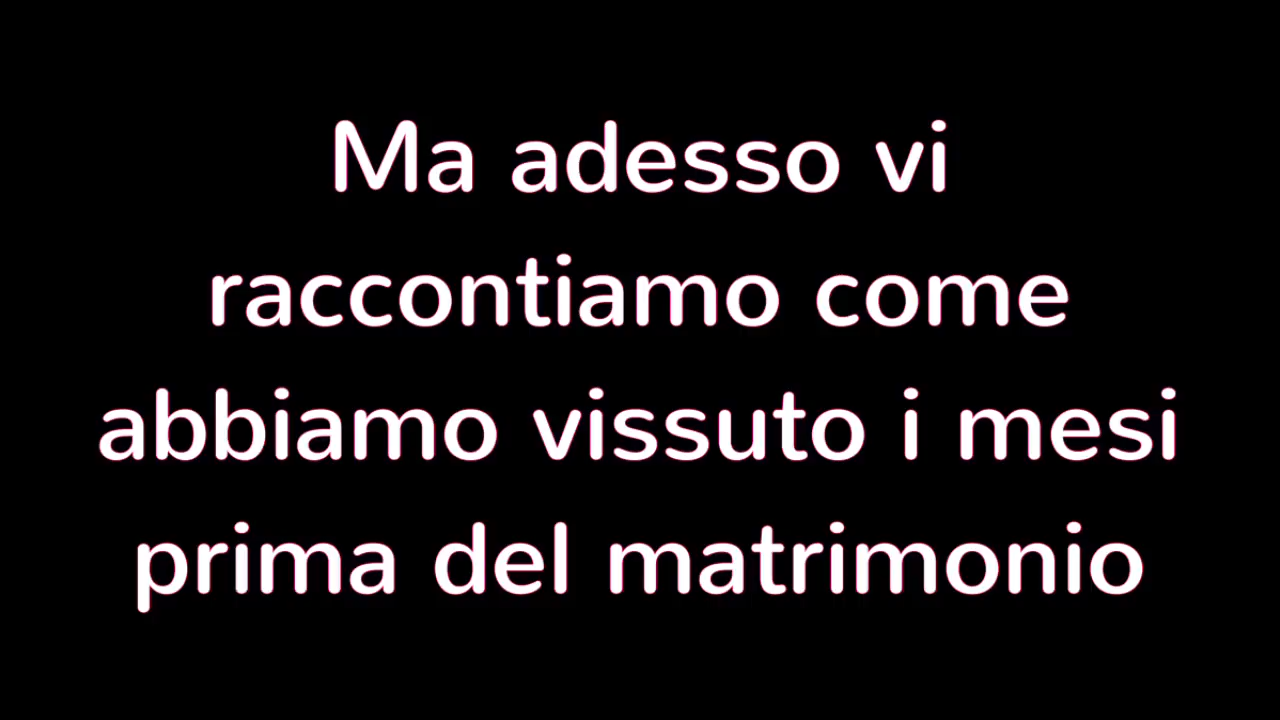 Ma adesso vi
raccontiamo come
abbiamo vissuto i mesi
prima del matrimonio